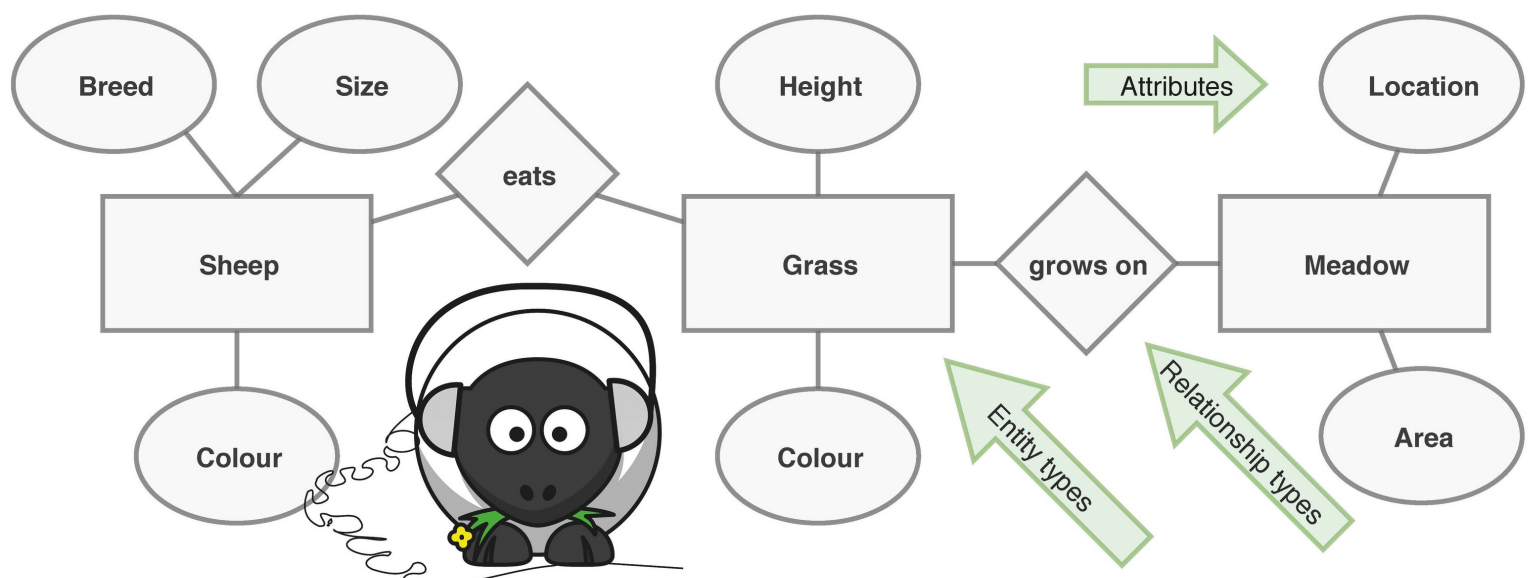 Breed
Size
Height
Attributes
Location
eats
Sheep
Grass
grows on
Meadow
Colour
Colour
Entity types
Relationship types
Area